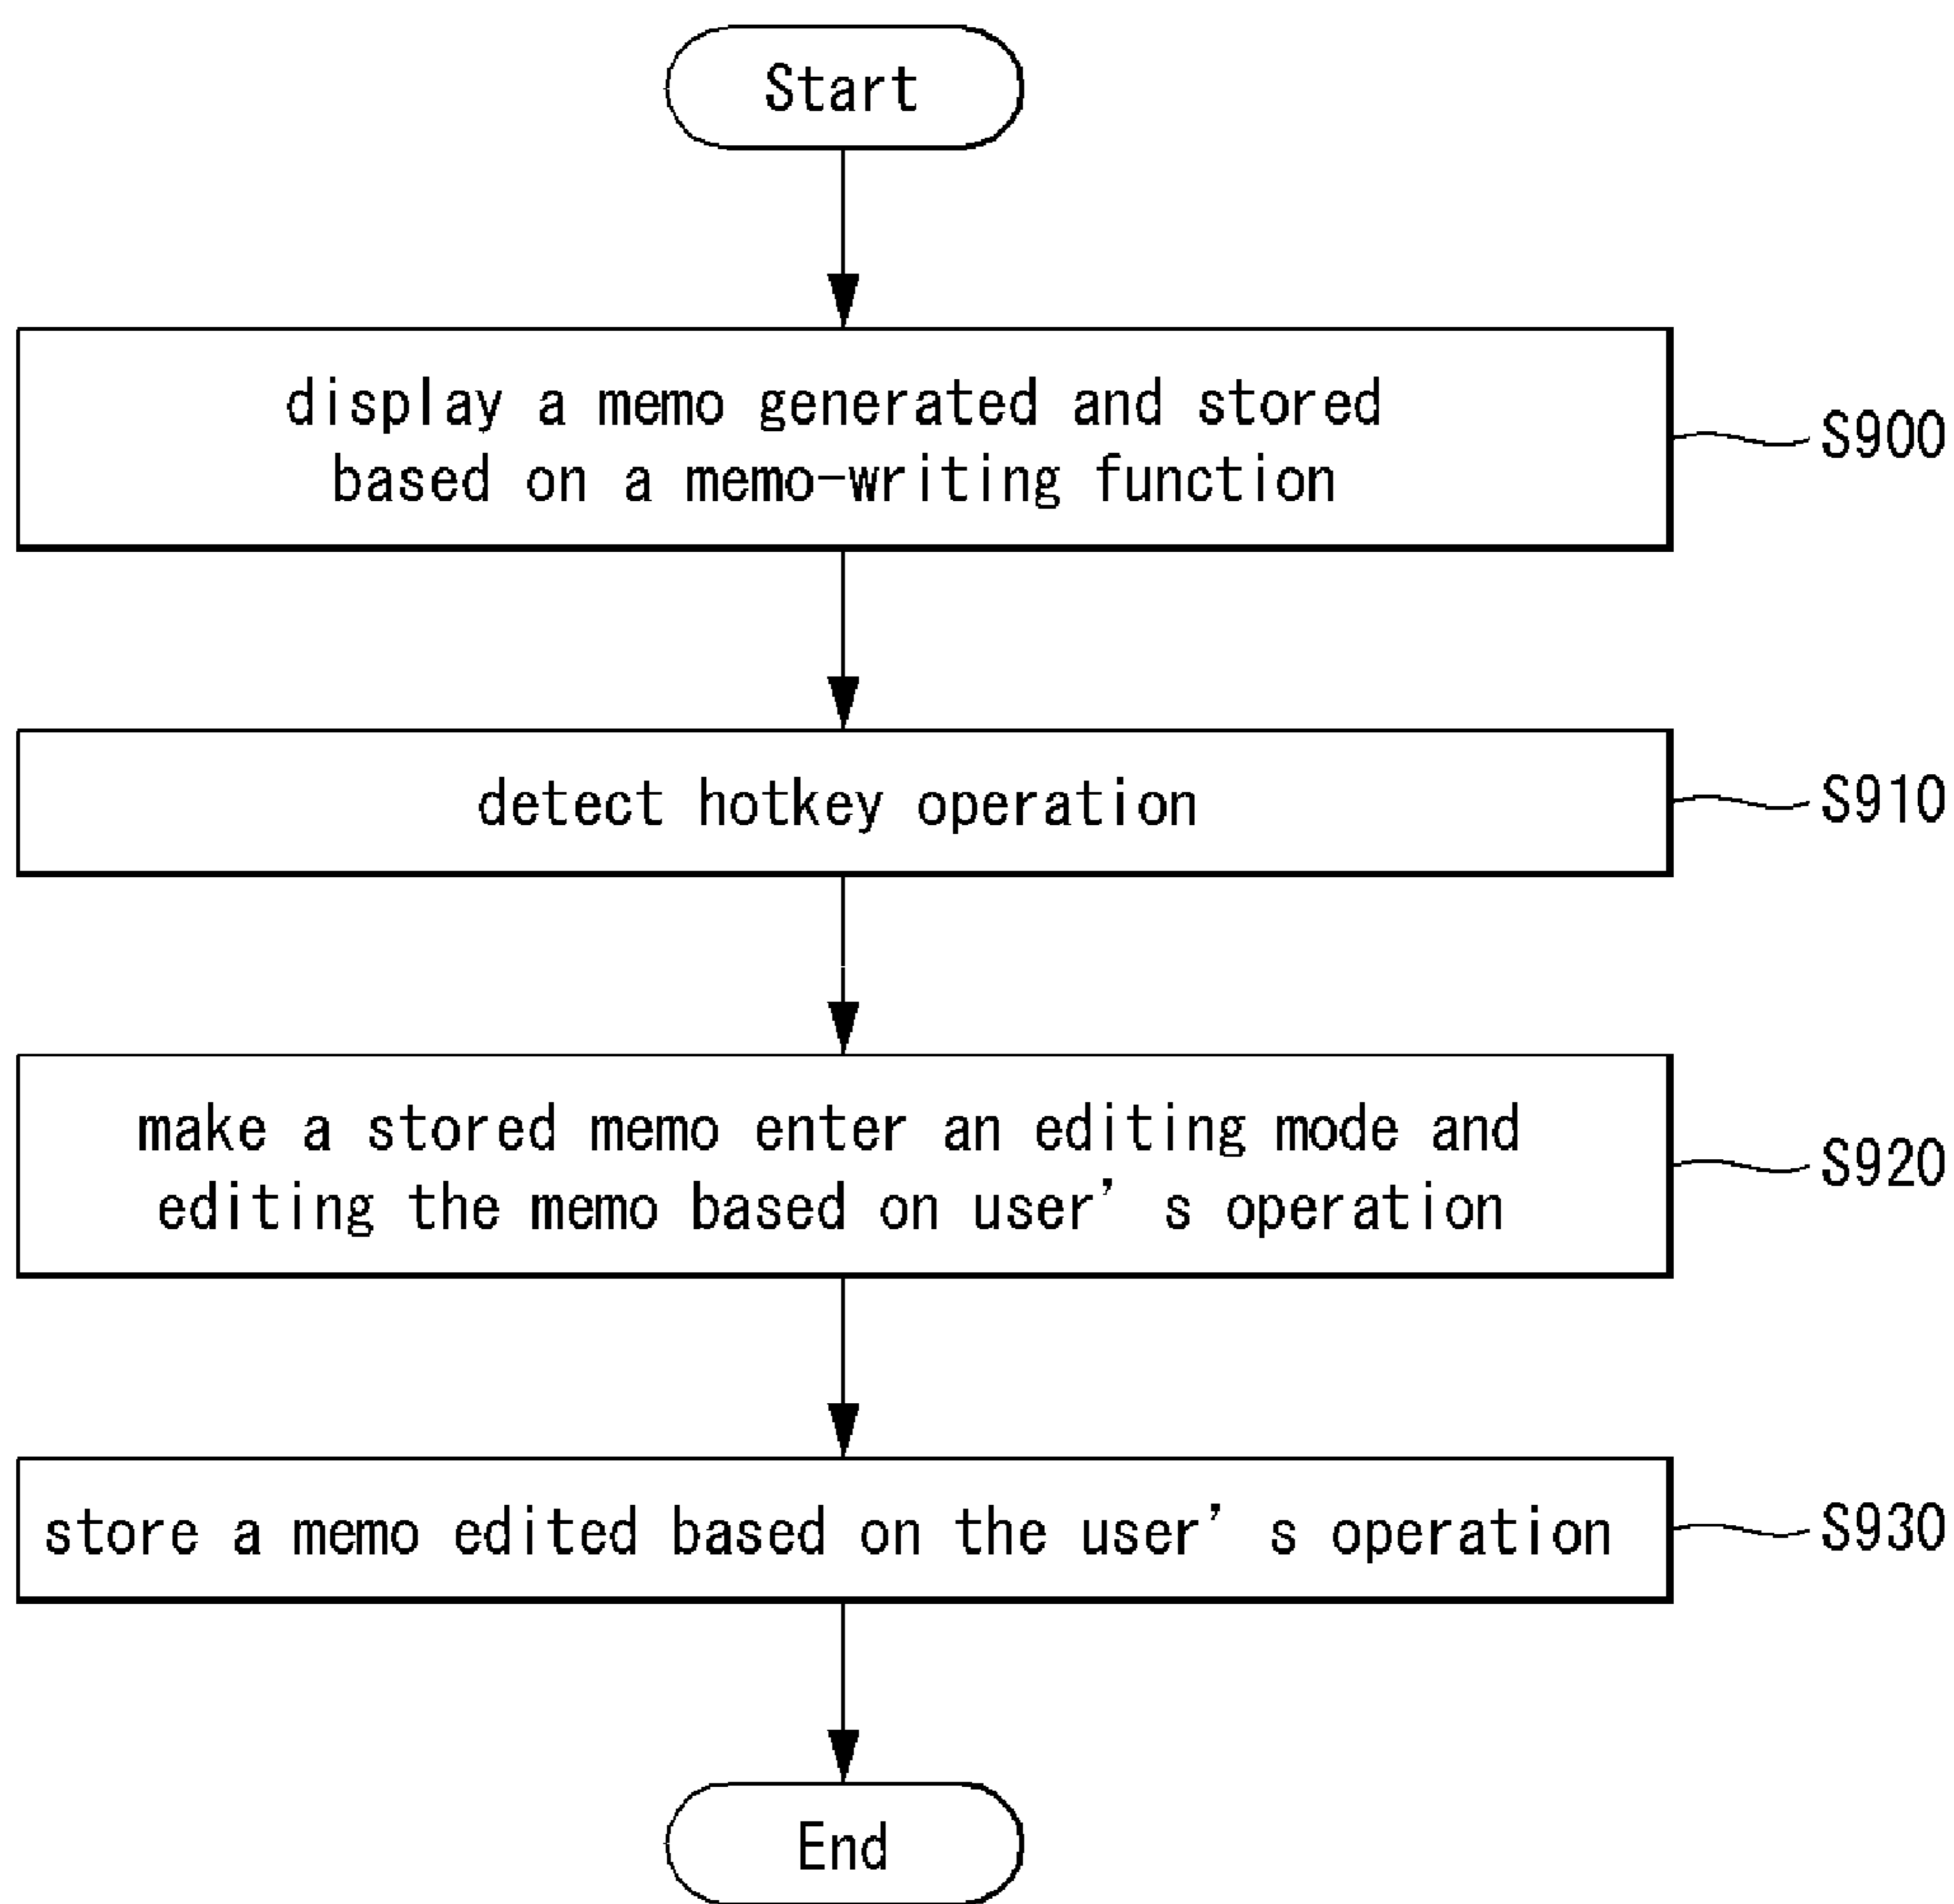 Start
display a memo generated and stored
based on a memo-writing function
S900
detect hotkey operation
S910
make a stored memo enter an editing mode and
editing the memo based on user's operation
S920
store a memo edited based on the user's operation
S930
End